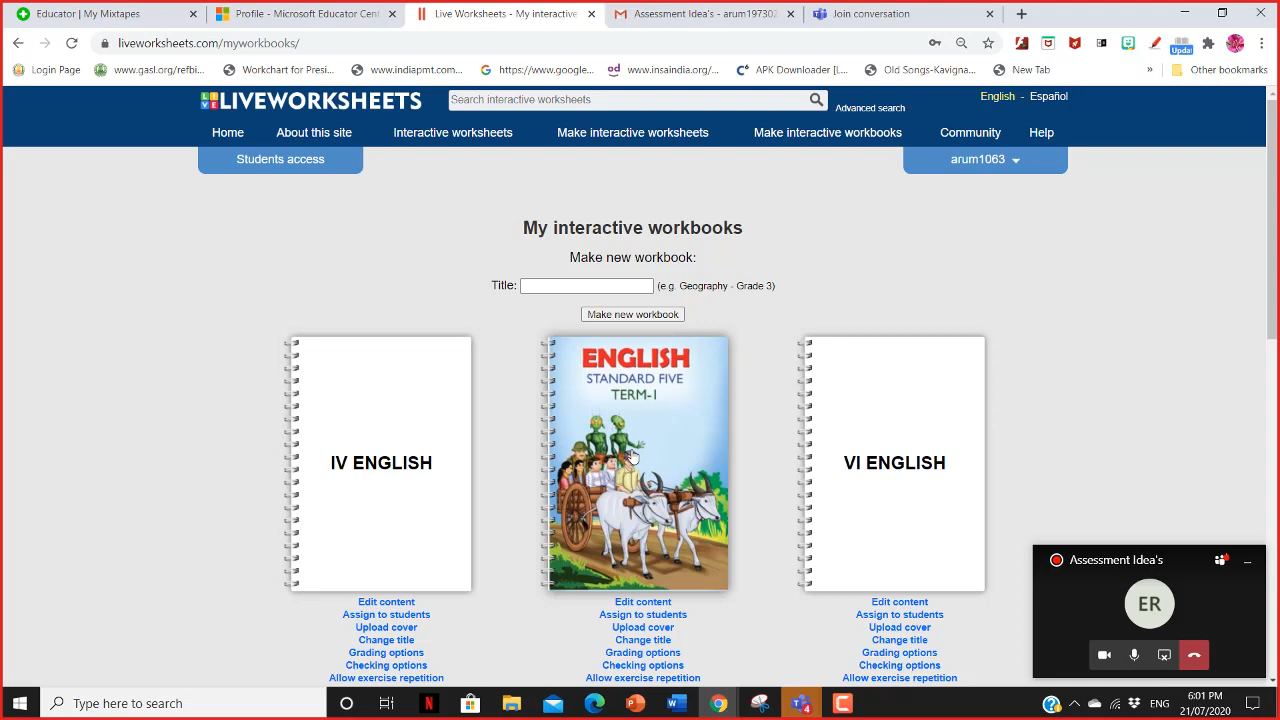 Educator | My Mixtapes
Profile - Microsoft Educator Cent
Live Worksheets - My interactive
Assessment Idea's - arum197302
Join conversation
liveworksheets.com/myworkbooks/
Update
Login Page
www.gasl.org/refbi...
Workchart for Presi...
www.indiapmt.com/...
https://www.google...
www.insaindia.org/...
APK Downloader [L...
Old Songs-Kavigna...
New Tab
»
Other bookmarks
LIVE LIVEWORKSHEETS
Search interactive worksheets
Advanced search
English - Español
Home
About this site
Interactive worksheets
Make interactive worksheets
Make interactive workbooks
Community
Help
Students access
arum1063
My interactive workbooks
Make new workbook:
Title: (e.g. Geography - Grade 3)
Make new workbook
IV ENGLISH
ENGLISH
STANDARD FIVE
TERM-1
VI ENGLISH
Edit content
Assign to students
Upload cover
Change title
Grading options
Checking options
Allow exercise repetition
Edit content
Assign to students
Upload cover
Change title
Grading options
Checking options
Allow exercise repetition
Edit content
Assign to students
Upload cover
Change title
Grading options
Checking options
Allow exercise repetition
Assessment Idea's
ER
Type here to search
4
ENG
6:01 PM
21/07/2020